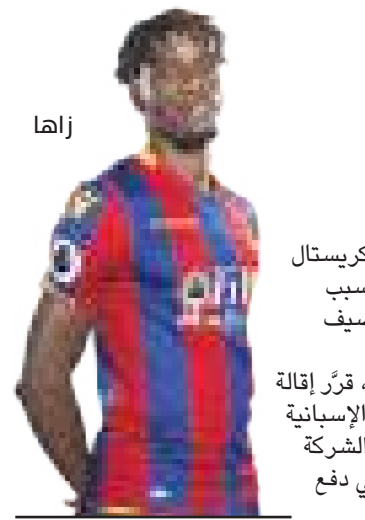 زاها
كريستال
سبب
سيف
، قرَّر إقالة
الإسبانية
الشركة
ي دفع